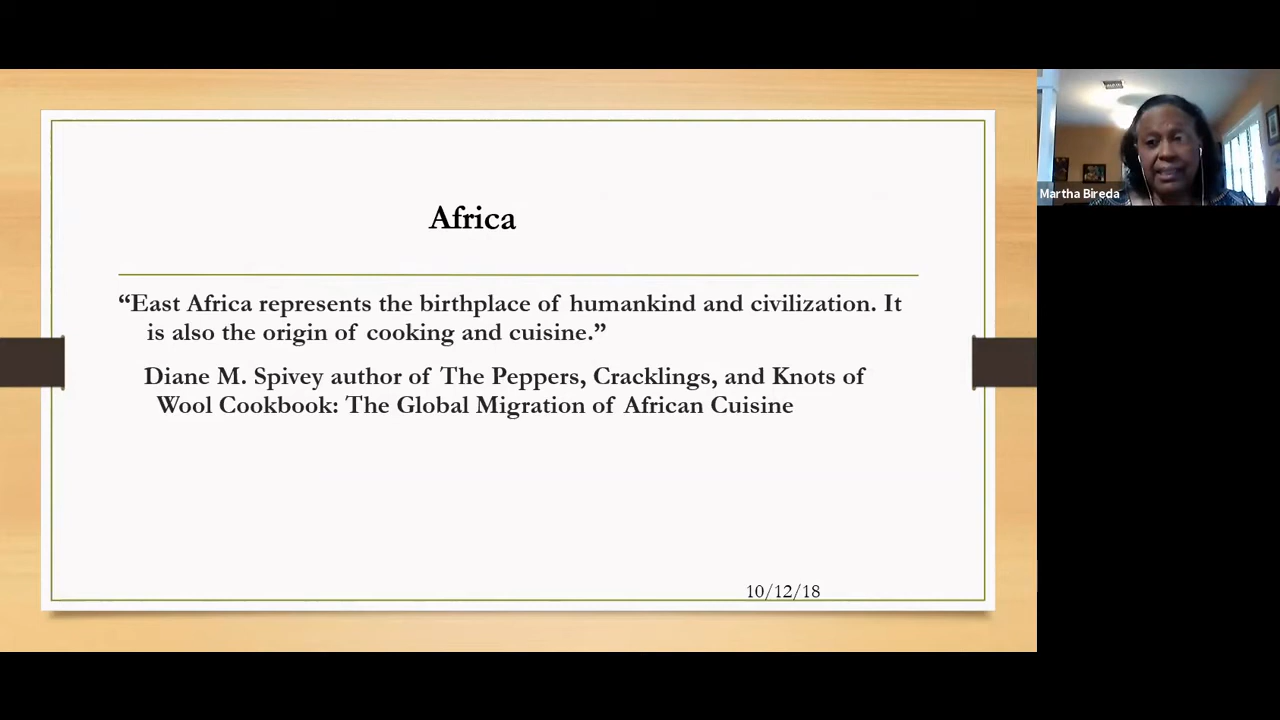 Africa
“East Africa represents the birthplace of humankind and civilization. It
is also the origin of cooking and cuisine.”
Diane M. Spivey author of The Peppers, Cracklings, and Knots of
Wool Cookbook: The Global Migration of African Cuisine
10/12/18
Martha Bireda